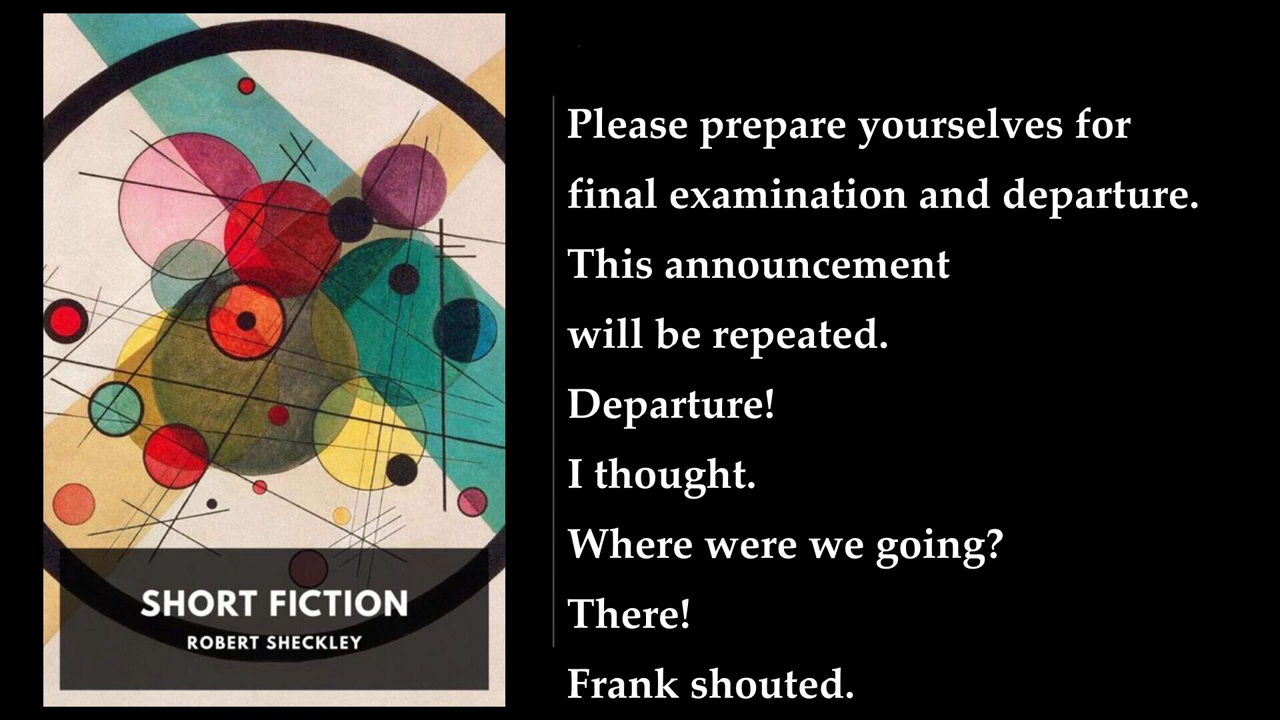 SHORT FICTION
ROBERT SHECKLEY
Please prepare yourselves for
final examination and departure.
This announcement
will be repeated.
Departure!
I thought.
Where were we going?
There!
Frank shouted.